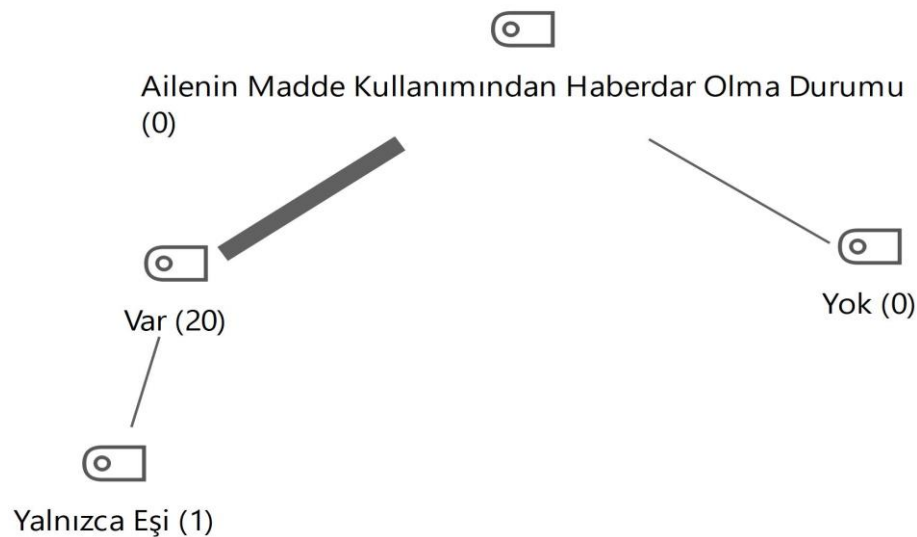 Ailenin Madde Kullanımından Haberdar Olma Durumu
(0)
Var (20)
Yok (0)
Yalnızca Eşi (1)